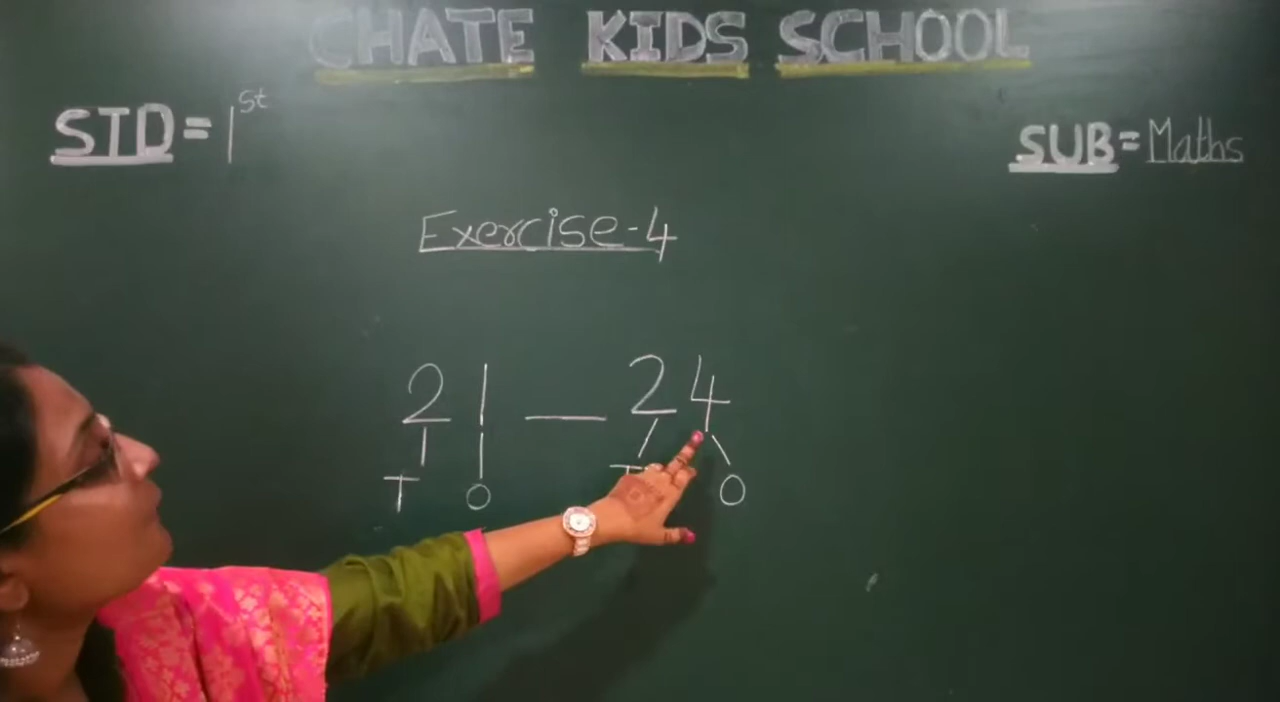 CHATE KIDS SCHOOL
STD = 1st
SUB = Maths
Exercise-4
21 — 24
T O T O